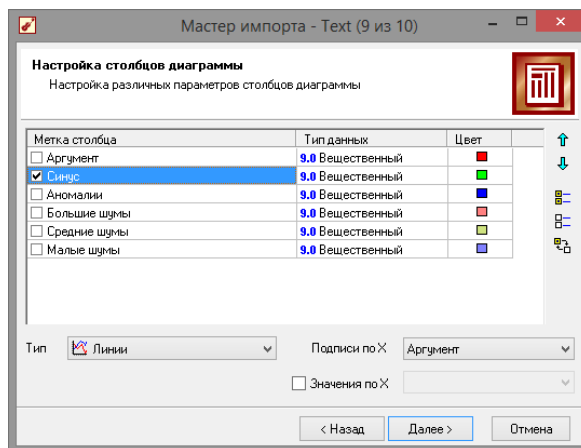 Мастер импорта - Text (9 из 10)
Настройка столбцов диаграммы
Настройка различных параметров столбцов диаграммы
Метка столбца Тип данных Цвет
Аргумент 9.0 Вещественный
Синус 9.0 Вещественный
Аномалии 9.0 Вещественный
Большие шумы 9.0 Вещественный
Средние шумы 9.0 Вещественный
Малые шумы 9.0 Вещественный
Тип Линии Подписи по X Аргумент
Значения по X
< Назад Далее > Отмена